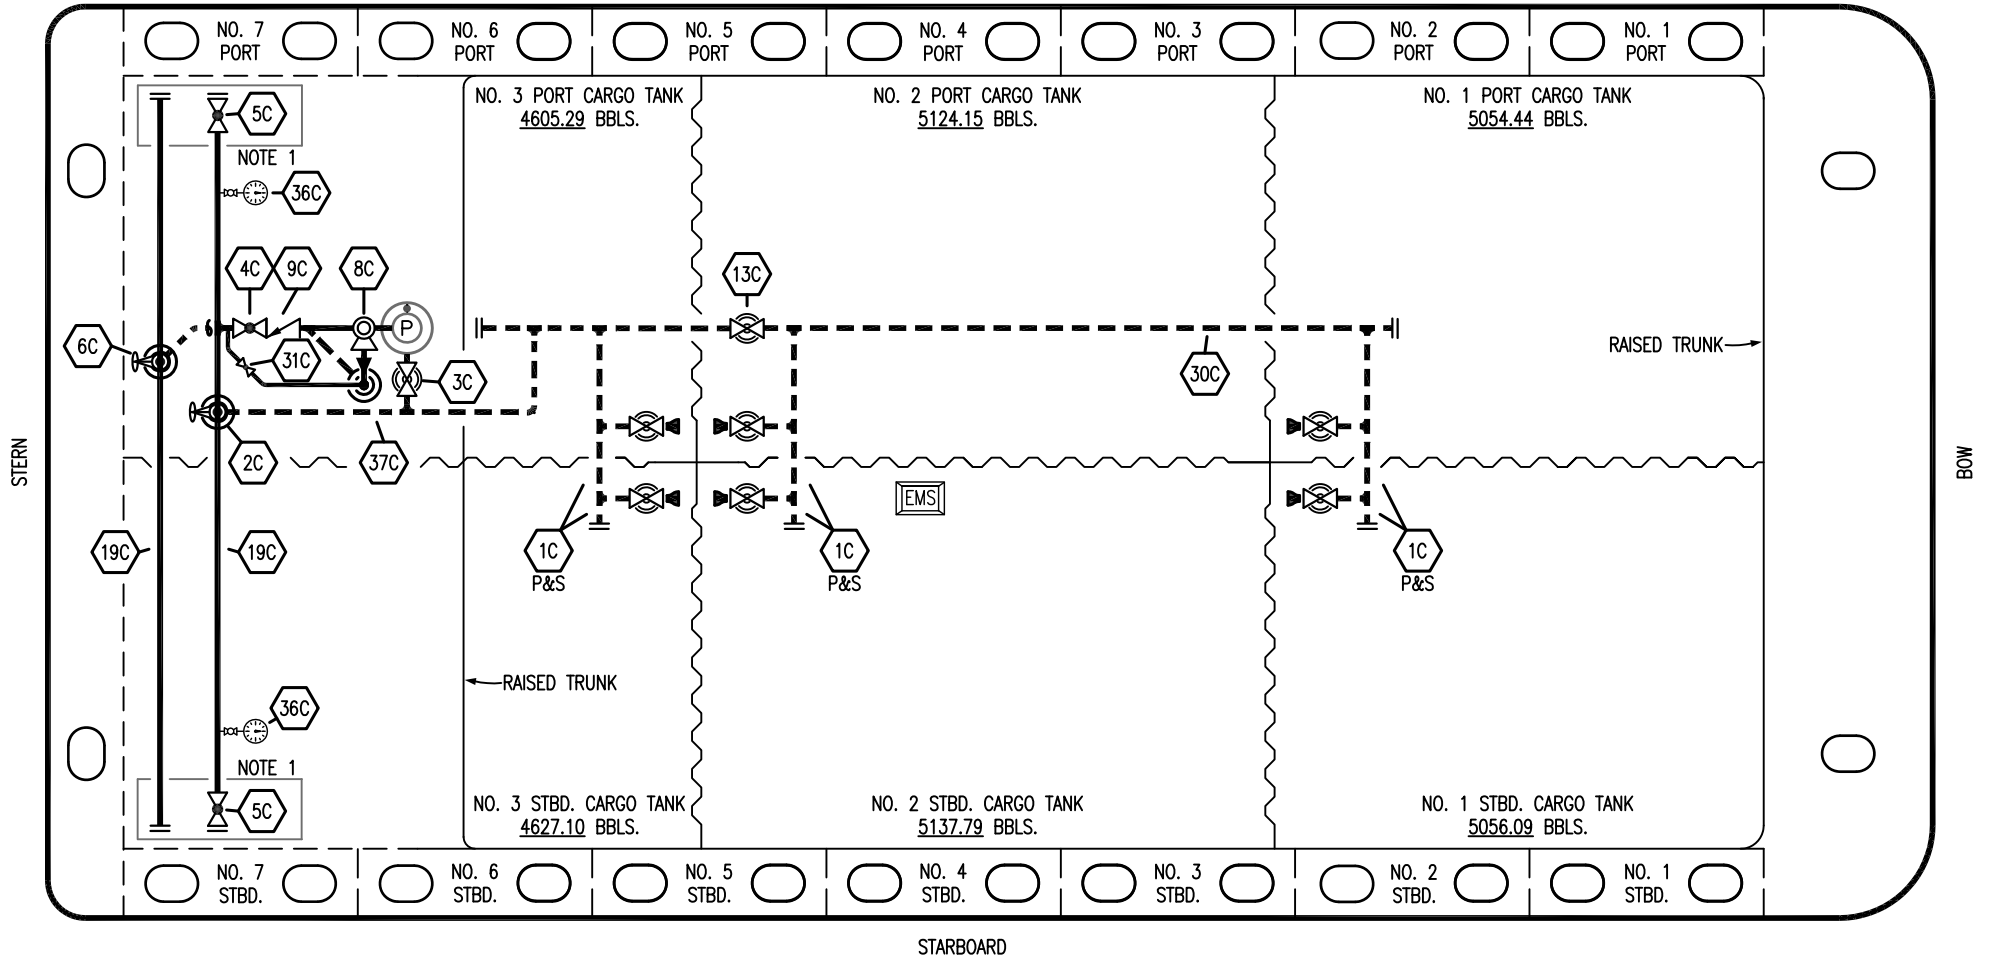 NO. 7
PORT
NO. 6
PORT
NO. 5
PORT
NO. 4
PORT
NO. 3
PORT
NO. 2
PORT
NO. 1
PORT
NO. 3 PORT CARGO TANK
4605.29 BBLS.
NO. 2 PORT CARGO TANK
5124.15 BBLS.
NO. 1 PORT CARGO TANK
5054.44 BBLS.
5C
NOTE 1
36C
4C
9C
8C
13C
P
6C
31C
3C
30C
RAISED TRUNK
2C
37C
STERN
BOW
EMS
19C
19C
1C
P&S
1C
P&S
1C
P&S
RAISED TRUNK
36C
NOTE 1
5C
NO. 3 STBD. CARGO TANK
4627.10 BBLS.
NO. 2 STBD. CARGO TANK
5137.79 BBLS.
NO. 1 STBD. CARGO TANK
5056.09 BBLS.
NO. 7
STBD.
NO. 6
STBD.
NO. 5
STBD.
NO. 4
STBD.
NO. 3
STBD.
NO. 2
STBD.
NO. 1
STBD.
STARBOARD